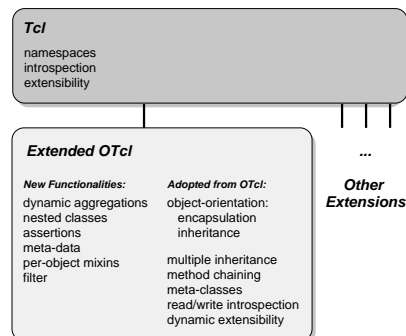 Tcl
namespaces
introspection
extensibility
Extended OTcl
New Functionalities:
dynamic aggregations
nested classes
assertions
meta-data
per-object mixins
filter
Adopted from OTcl:
object-orientation:
encapsulation
inheritance
multiple inheritance
method chaining
meta-classes
read/write introspection
dynamic extensibility
...
Other
Extensions